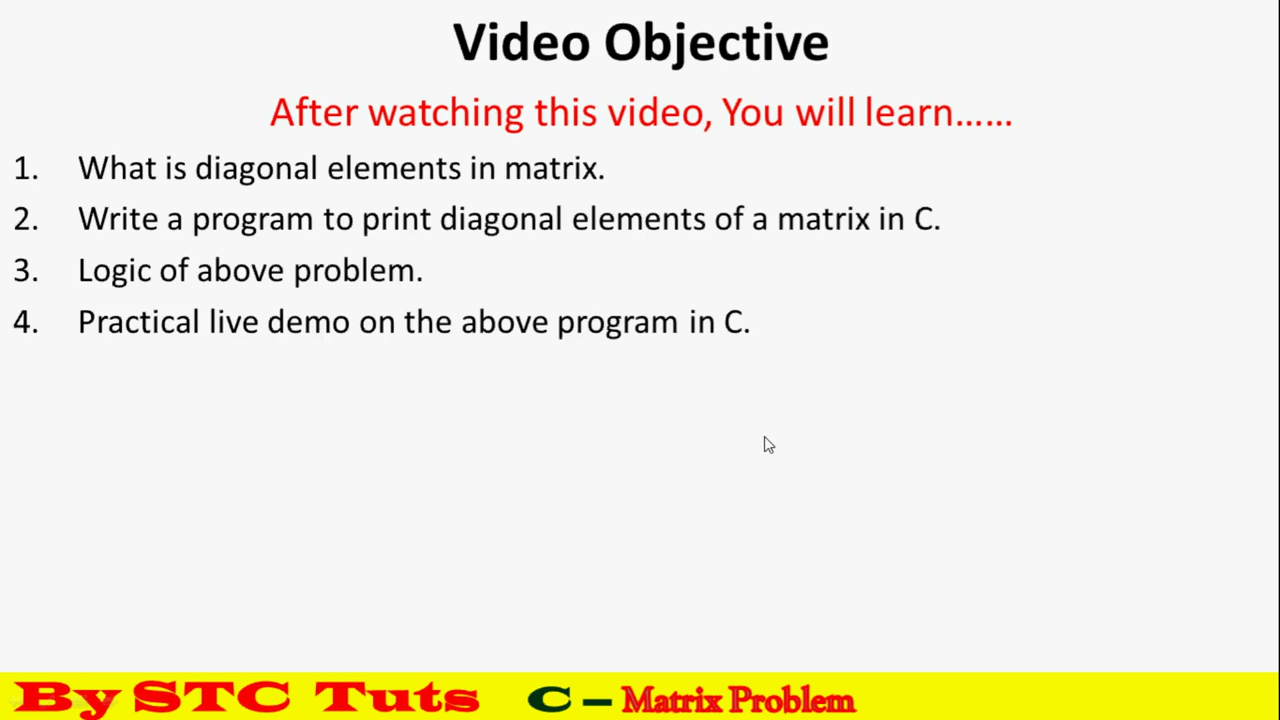 Video Objective
After watching this video, You will learn......
1. What is diagonal elements in matrix.
2. Write a program to print diagonal elements of a matrix in C.
3. Logic of above problem.
4. Practical live demo on the above program in C.
By STC Tuts C – Matrix Problem